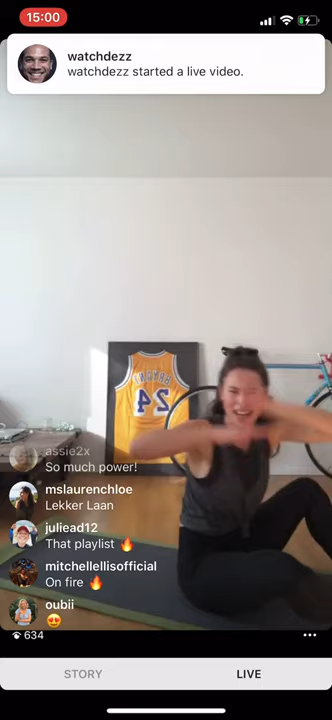 15:00
watchdezz
watchdezz started a live video.
BRYANT
24
assie2x
So much power!
mslaurenchloe
Lekker Laan
juliead12
That playlist 🔥
mitchellellisofficial
On fire 🔥
oubii
😍
634
STORY
LIVE